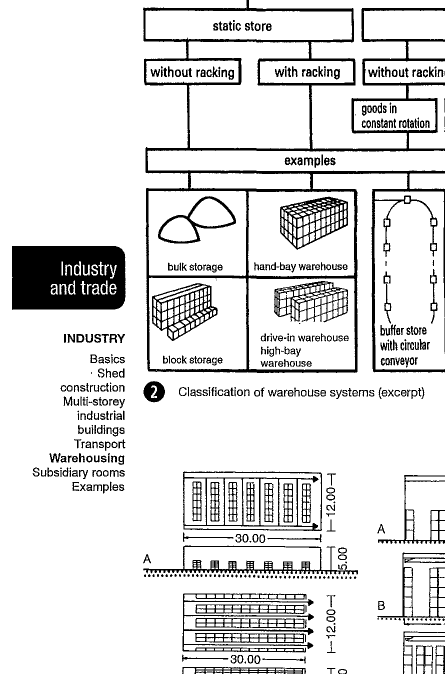 static store
without racking
with racking
without
goods in
constant rotation
examples
bulk storage
hand-bay warehouse
block storage
drive-in warehouse
high-bay
warehouse
buffer store
with circular
conveyor
Industry
and trade
INDUSTRY
Basics
· Shed
construction
Multi-storey
industrial
buildings
Transport
Warehousing
Subsidiary rooms
Examples
2 Classification of warehouse systems (excerpt)
12.00
30.00
A
5.00
12.00
30.00
A
B